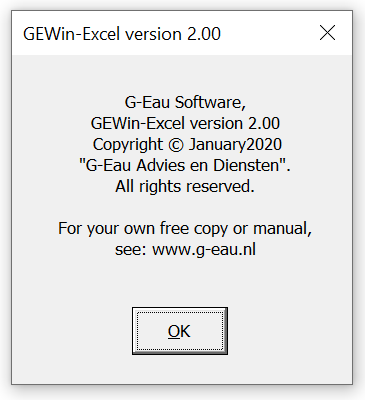 GEWin-Excel version 2.00
G-Eau Software,
GEWin-Excel version 2.00
Copyright © January2020
"G-Eau Advies en Diensten".
All rights reserved.
For your own free copy or manual,
see: www.g-eau.nl
OK